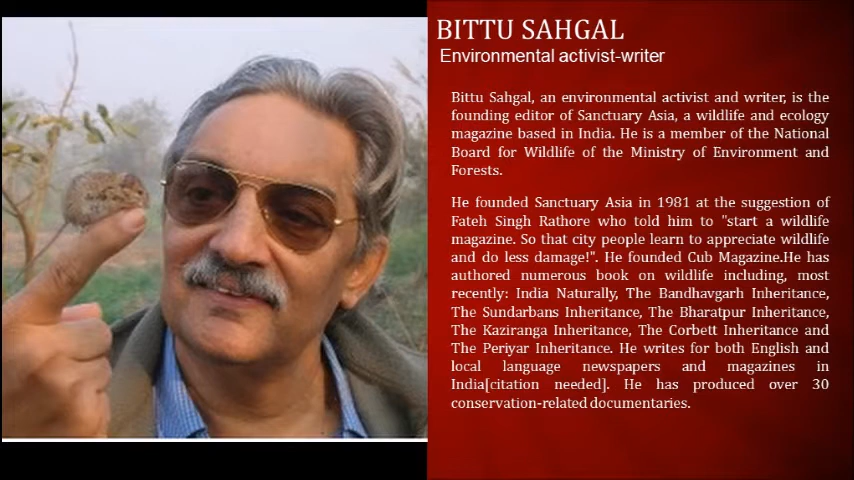 BITTU SAHGAL
Environmental activist-writer
Bittu Sahgal, an environmental activist and writer, is the
founding editor of Sanctuary Asia, a wildlife and ecology
magazine based in India. He is a member of the National
Board for Wildlife of the Ministry of Environment and
Forests.
He founded Sanctuary Asia in 1981 at the suggestion of
Fateh Singh Rathore who told him to "start a wildlife
magazine. So that city people learn to appreciate wildlife
and do less damage!". He founded Cub Magazine.He has
authored numerous book on wildlife including, most
recently: India Naturally, The Bandhavgarh Inheritance,
The Sundarbans Inheritance, The Bharatpur Inheritance,
The Kaziranga Inheritance, The Corbett Inheritance and
The Periyar Inheritance. He writes for both English and
local language newspapers and magazines in
India[citation needed]. He has produced over 30
conservation-related documentaries.